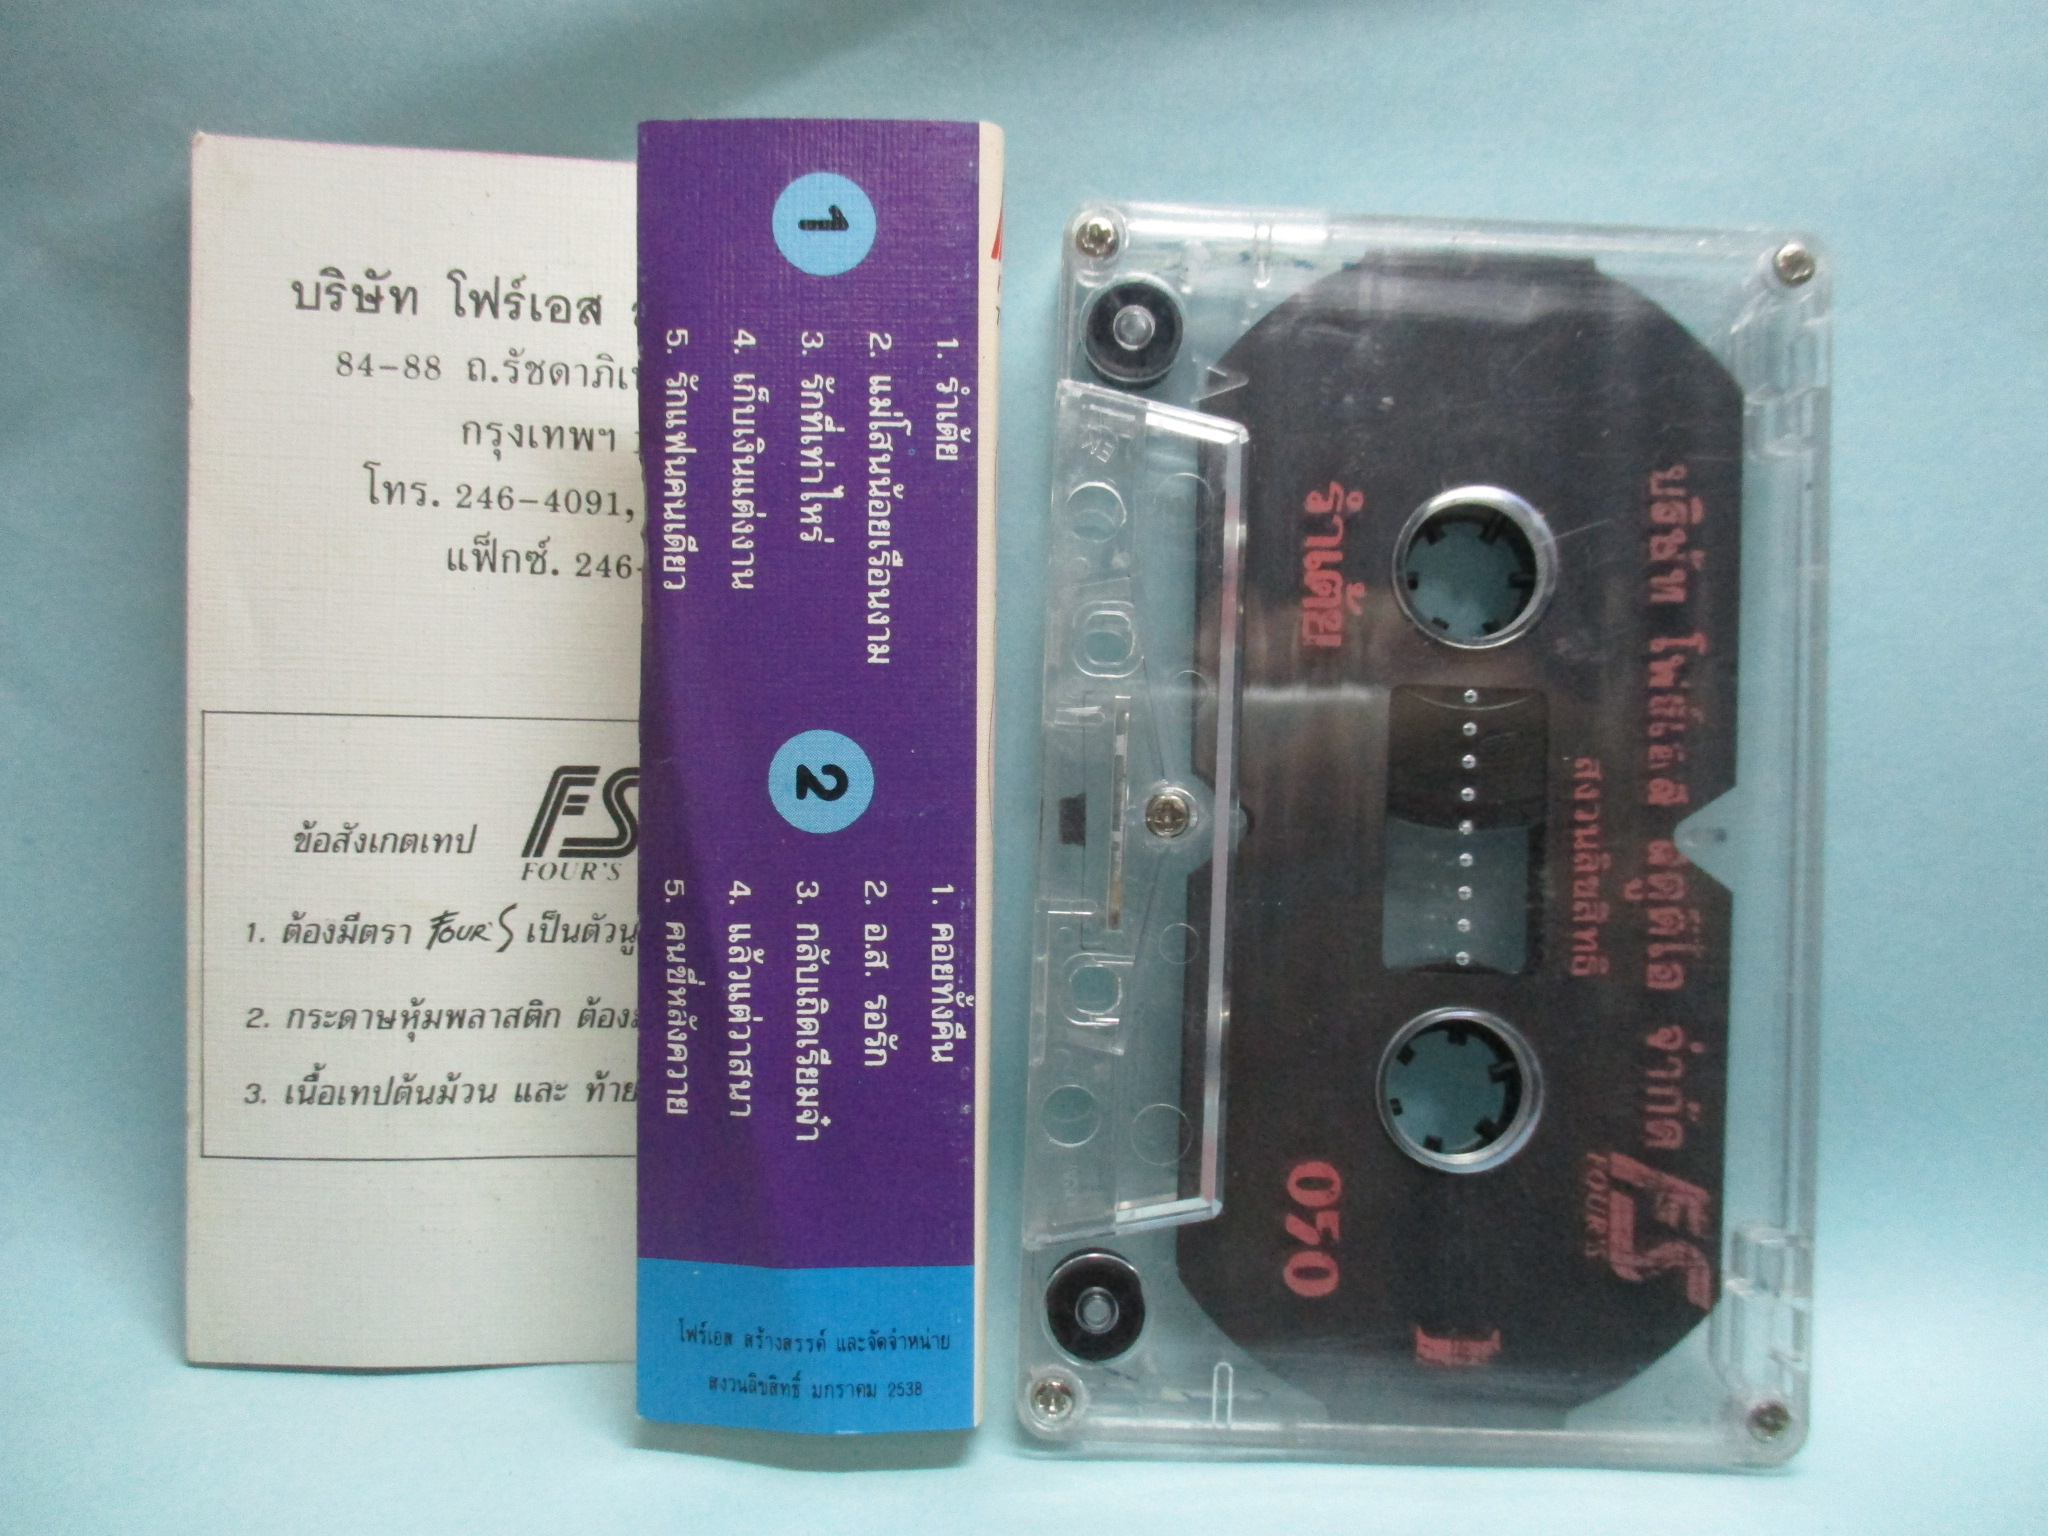 บริษัท โฟร์เอส
84-88 ถ.รัชดาภิเ
กรุงเทพฯ
โทร. 246-4091,
แฟ็กซ์. 246-
ข้อสังเกตเทป
FS
FOUR'S
1. ต้องมีตรา FOUR'S เป็นตัวนู
2. กระดาษหุ้มพลาสติก ต้อง
3. เนื้อเทปต้นม้วน และ ท้าย
1
1. รำเต้ย
2. แม่โสนน้อยเรือนงาม
3. รักที่เท่าไหร่
4. เก็บเงินแต่งงาน
5. รักแฟนคนเดียว
2
1. คอยทั้งคืน
2. อ.ส. รอรัก
3. กลับเถิดเรียมจ๋า
4. แล้วแต่วาสนา
5. คนขี่หลังควาย
โฟร์เอส สร้างสรรค์ และจัดจำหน่าย
สงวนลิขสิทธิ์ มกราคม 2538
บริษัท โฟร์เอส สตูดิโอ จำกัด
FS
FOUR'S
สงวนลิขสิทธิ์
รำเต้ย
050
1